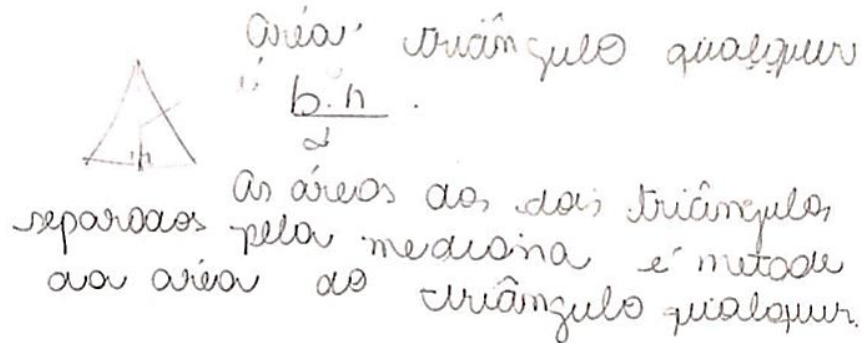 área triângulo qualquer
é b.h
2
h
As áreas dos dois triângulos
separados pela mediana é metade
da área do triângulo qualquer.